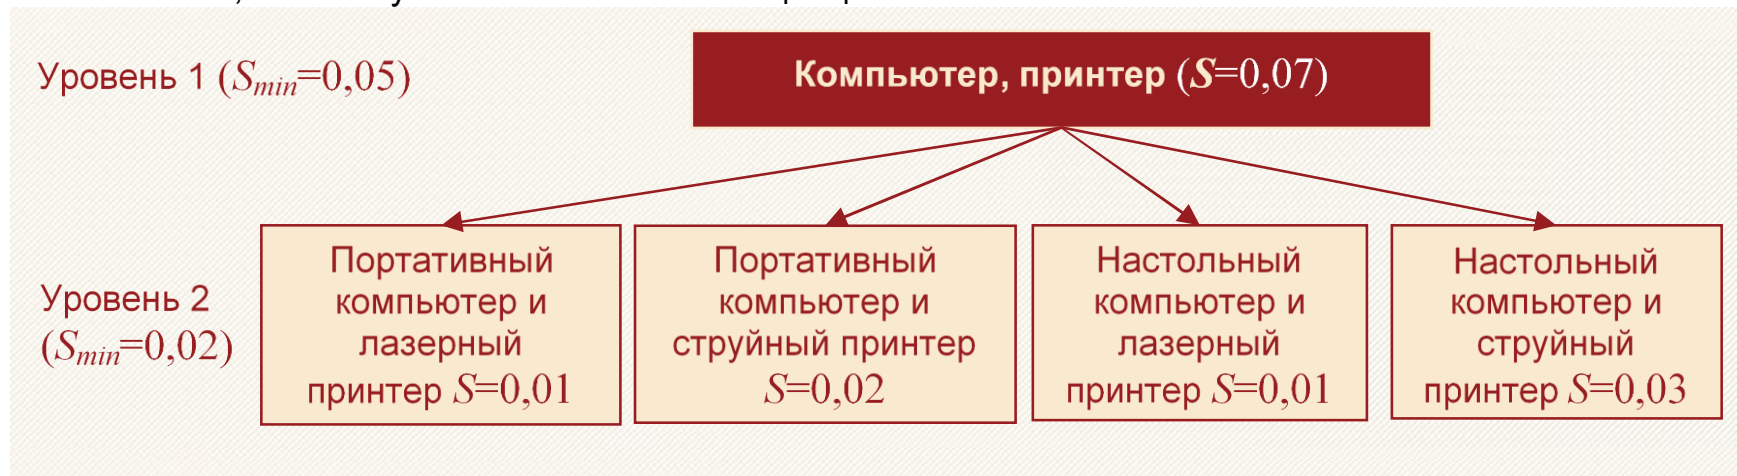 Уровень 1 (Smin=0,05)
Компьютер, принтер (S=0,07)
Уровень 2
(Smin=0,02)
Портативный
компьютер и
лазерный
принтер S=0,01
Портативный
компьютер и
струйный принтер
S=0,02
Настольный
компьютер и
лазерный
принтер S=0,01
Настольный
компьютер и
струйный
принтер S=0,03